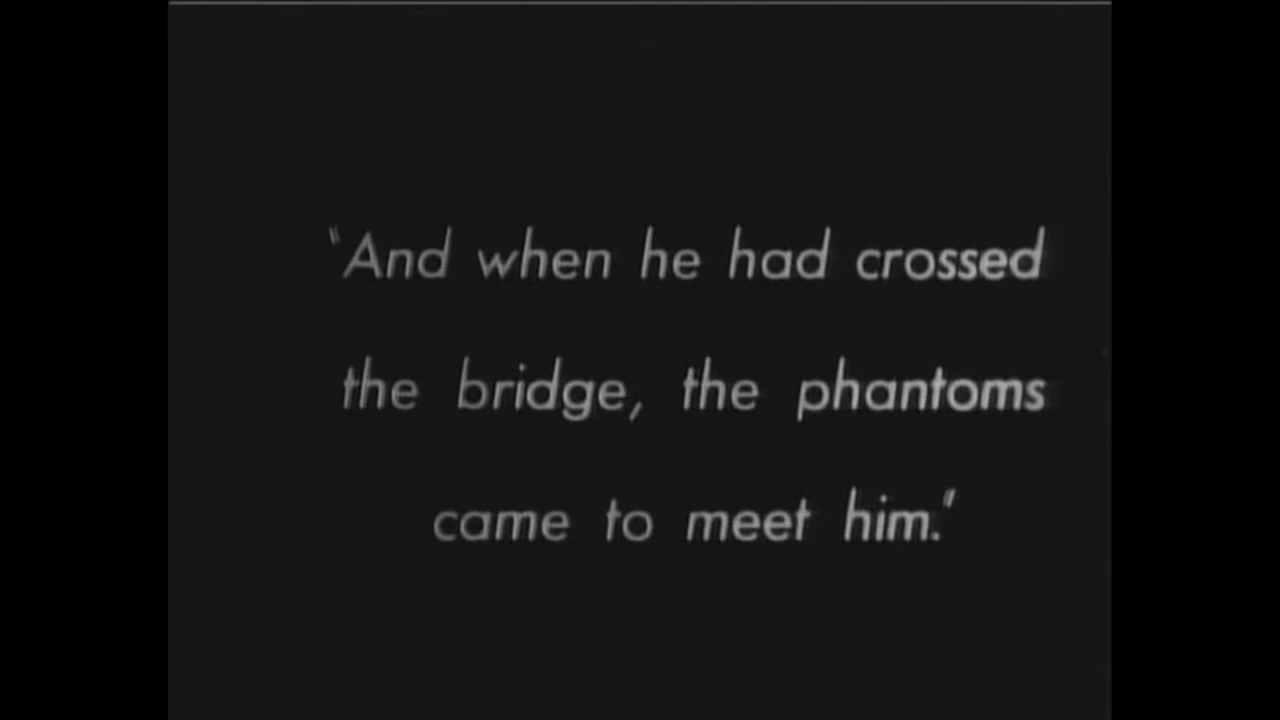 "And when he had crossed
the bridge, the phantoms
came to meet him."